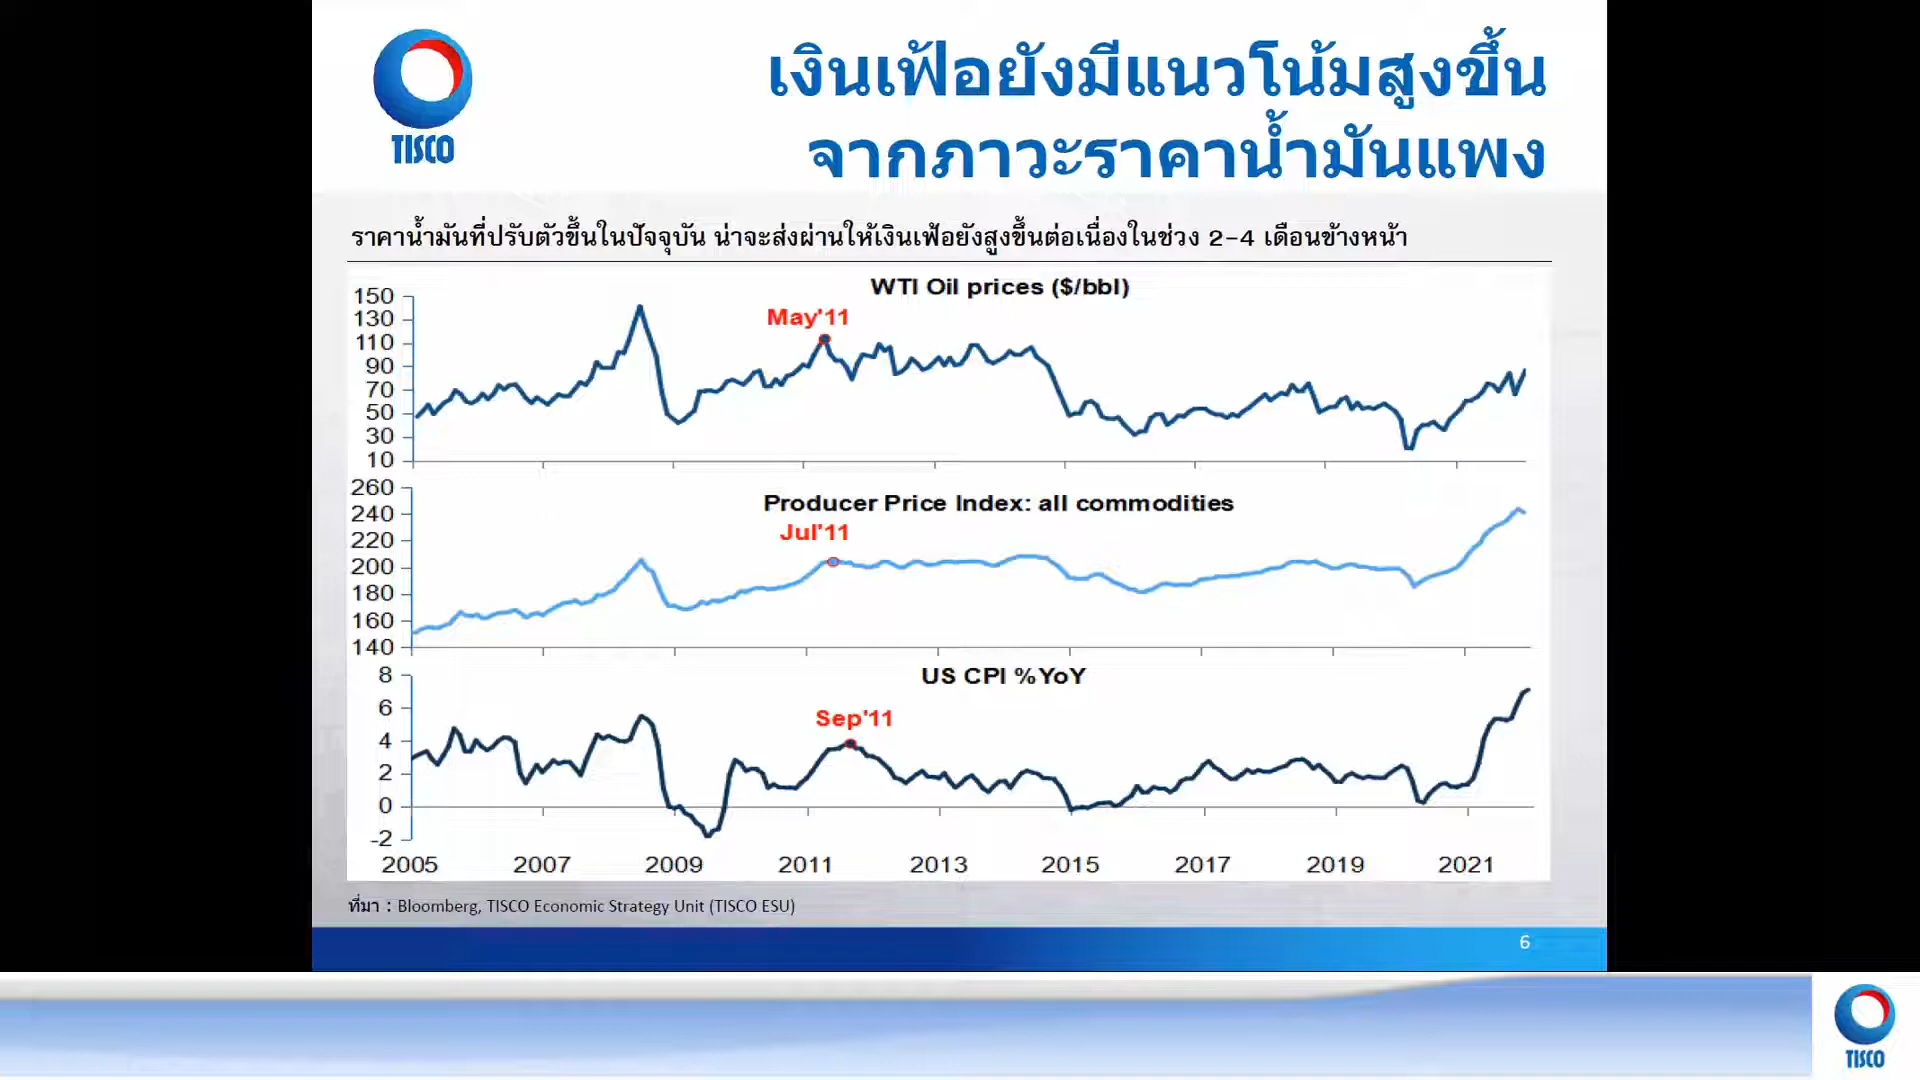 TISCO
เงินเฟ้อยังมีแนวโน้มสูงขึ้น
จากภาวะราคาน้ำมันแพง
ราคาน้ำมันที่ปรับตัวขึ้นในปัจจุบัน น่าจะส่งผ่านให้เงินเฟ้อยังสูงขึ้นต่อเนื่องในช่วง 2-4 เดือนข้างหน้า
WTI Oil prices ($/bbl)
May'11
150
130
110
90
70
50
30
10
Producer Price Index: all commodities
Jul'11
260
240
220
200
180
160
140
US CPI %YoY
Sep'11
8
6
4
2
0
-2
2005 2007 2009 2011 2013 2015 2017 2019 2021
ที่มา : Bloomberg, TISCO Economic Strategy Unit (TISCO ESU)
6
TISCO